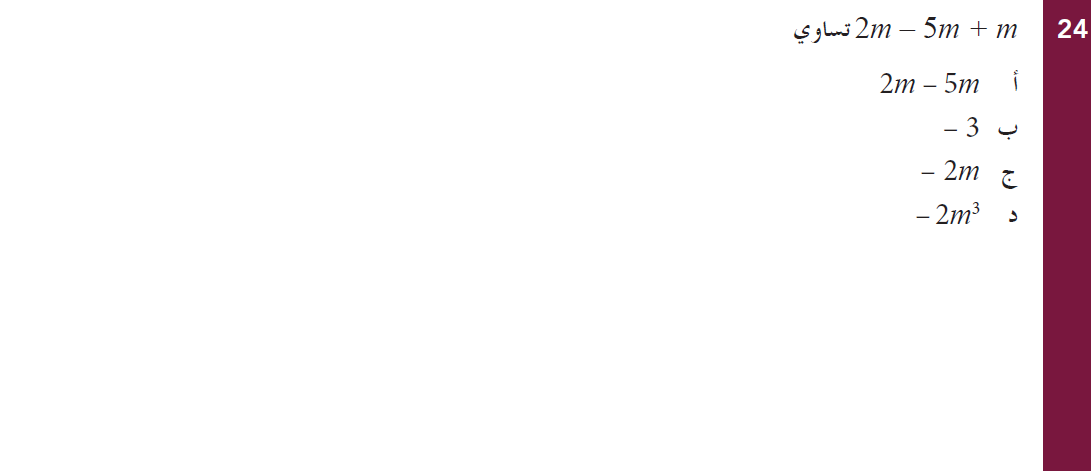 24
2m – 5m + m تساوي
أ 2m – 5m
ب – 3
ج – 2m
د – 2m³